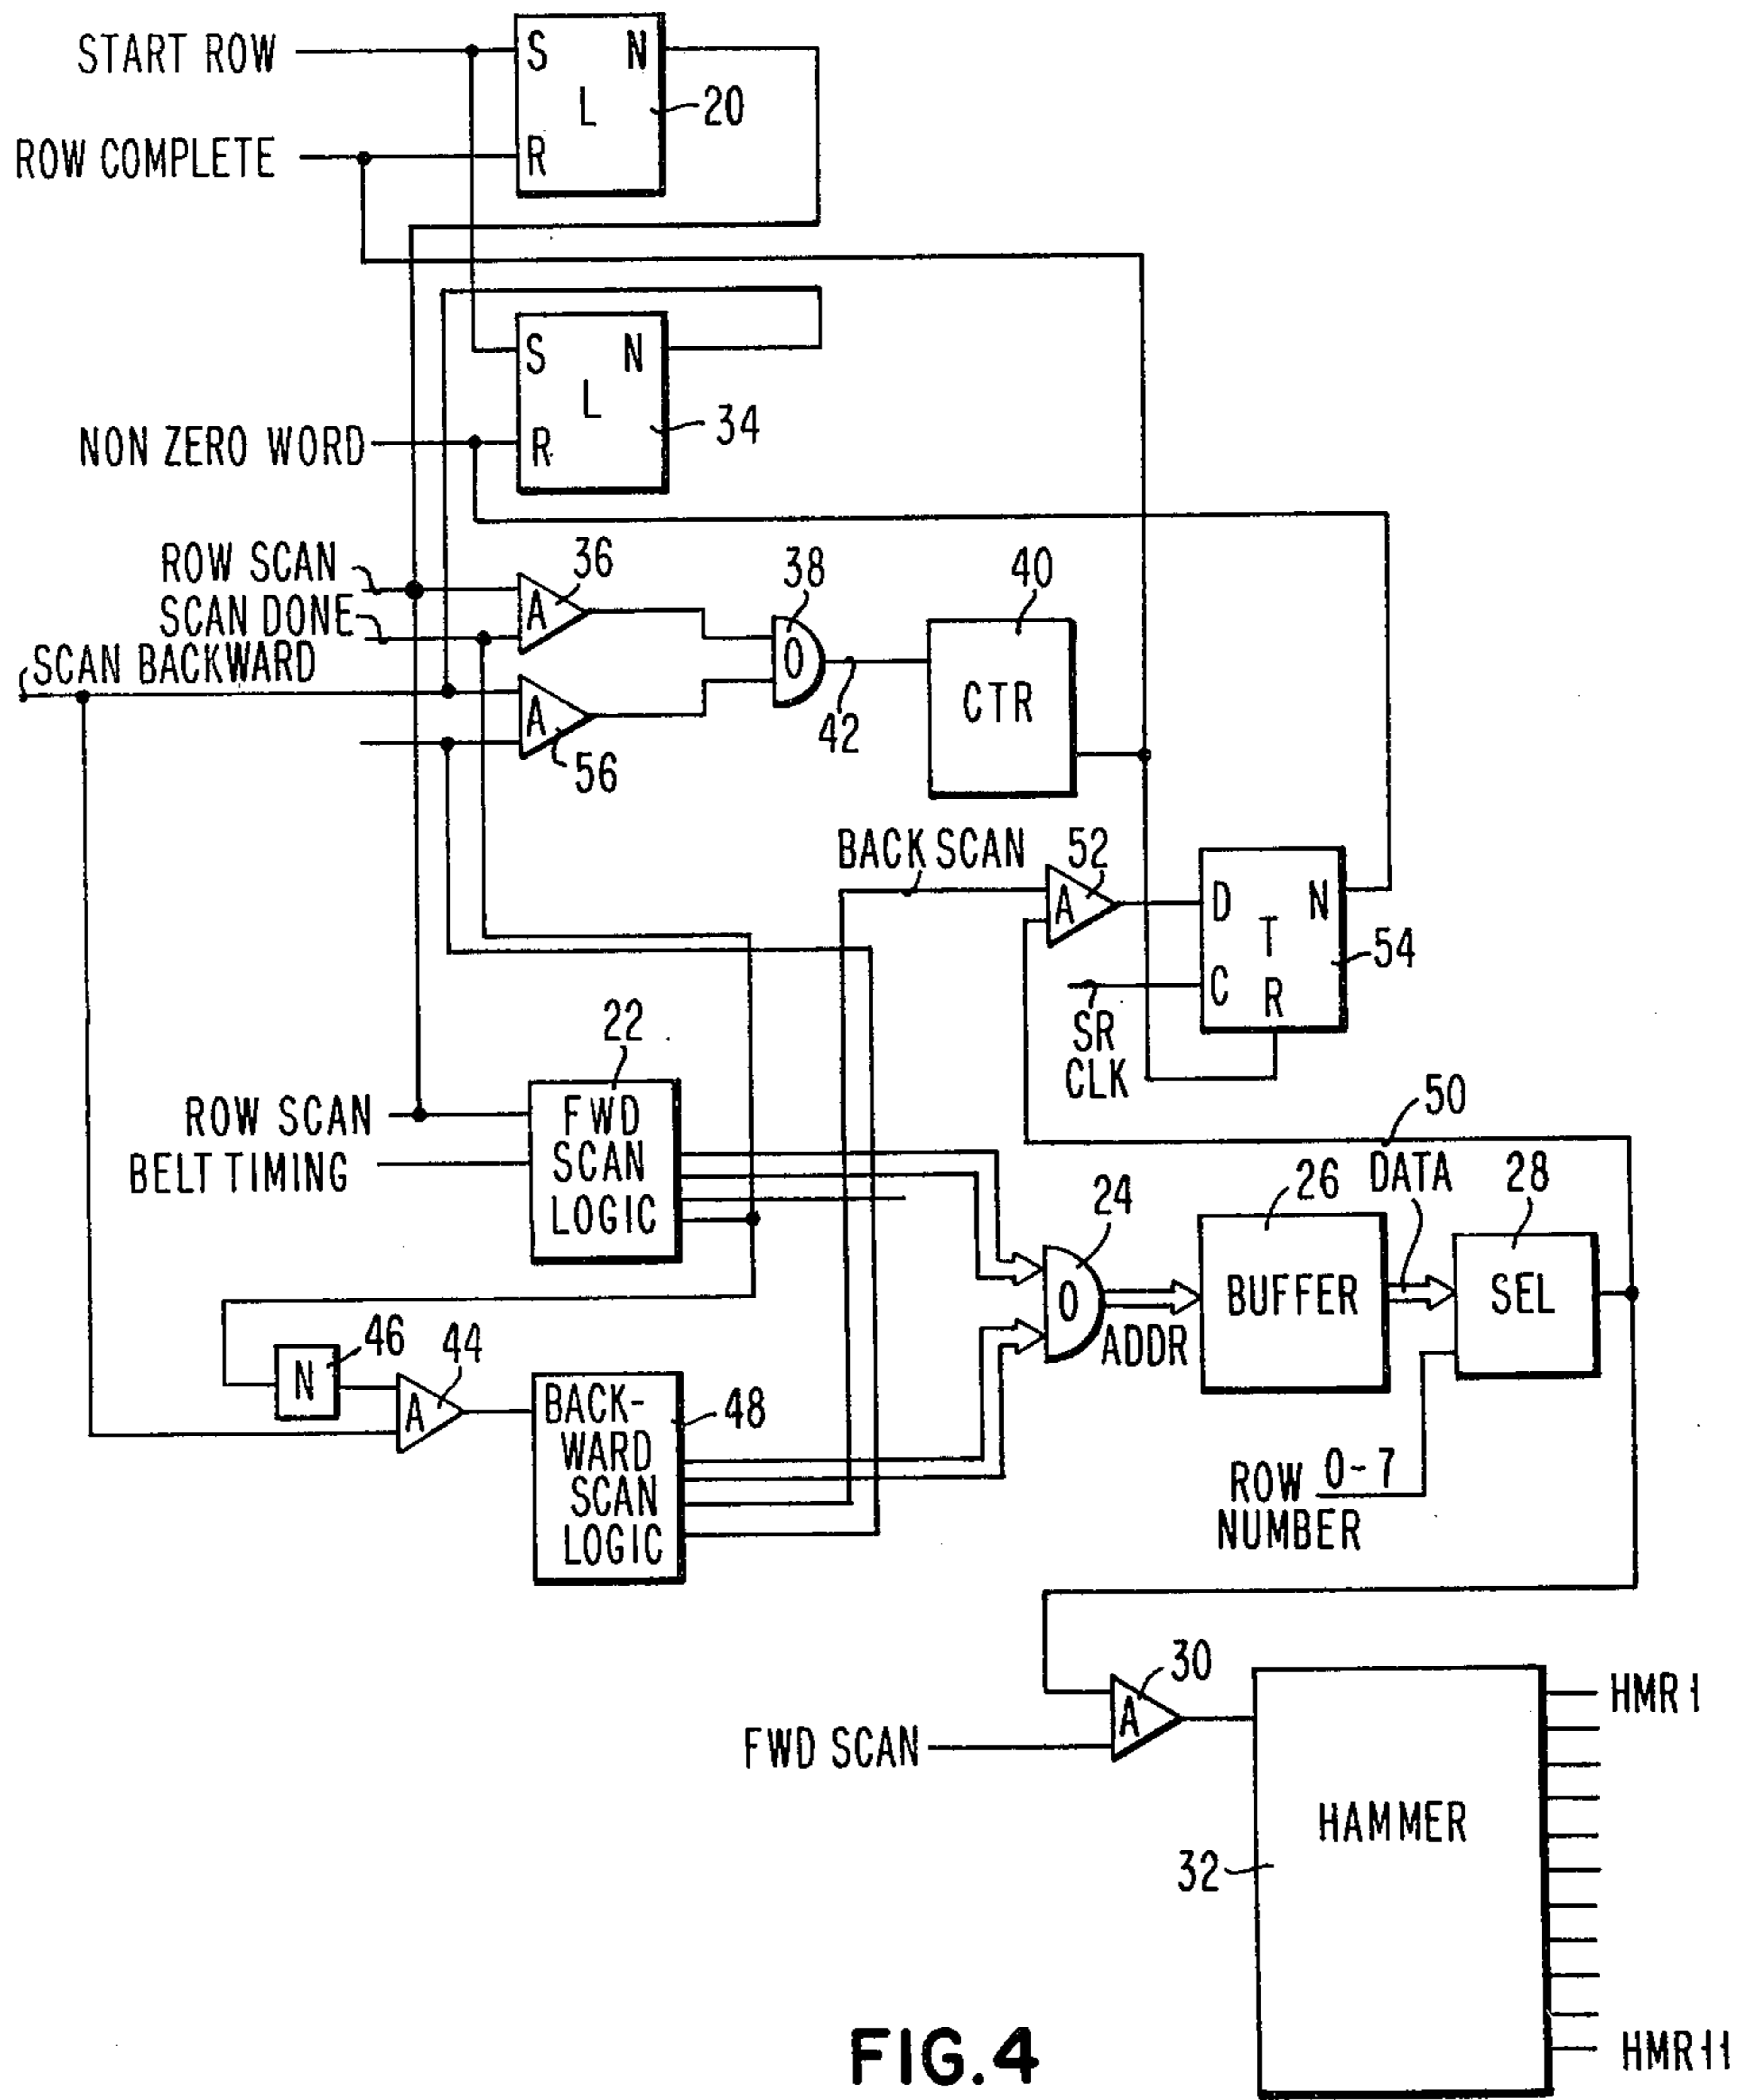 START ROW
S N
L
20
ROW COMPLETE
R
S N
L
34
NON ZERO WORD
R
ROW SCAN
36
38
40
SCAN DONE
A
SCAN BACKWARD
O
CTR
A
42
56
BACK SCAN
52
A
D N
T
54
C
R
SR
CLK
22
50
ROW SCAN
FWD
SCAN
LOGIC
BELT TIMING
24
26
DATA
28
O
BUFFER
SEL
ADDR
46
44
N
A
BACK-
WARD
SCAN
LOGIC
48
ROW 0-7
NUMBER
30
HMR 1
A
FWD SCAN
HAMMER
32
HMR 11
FIG.4